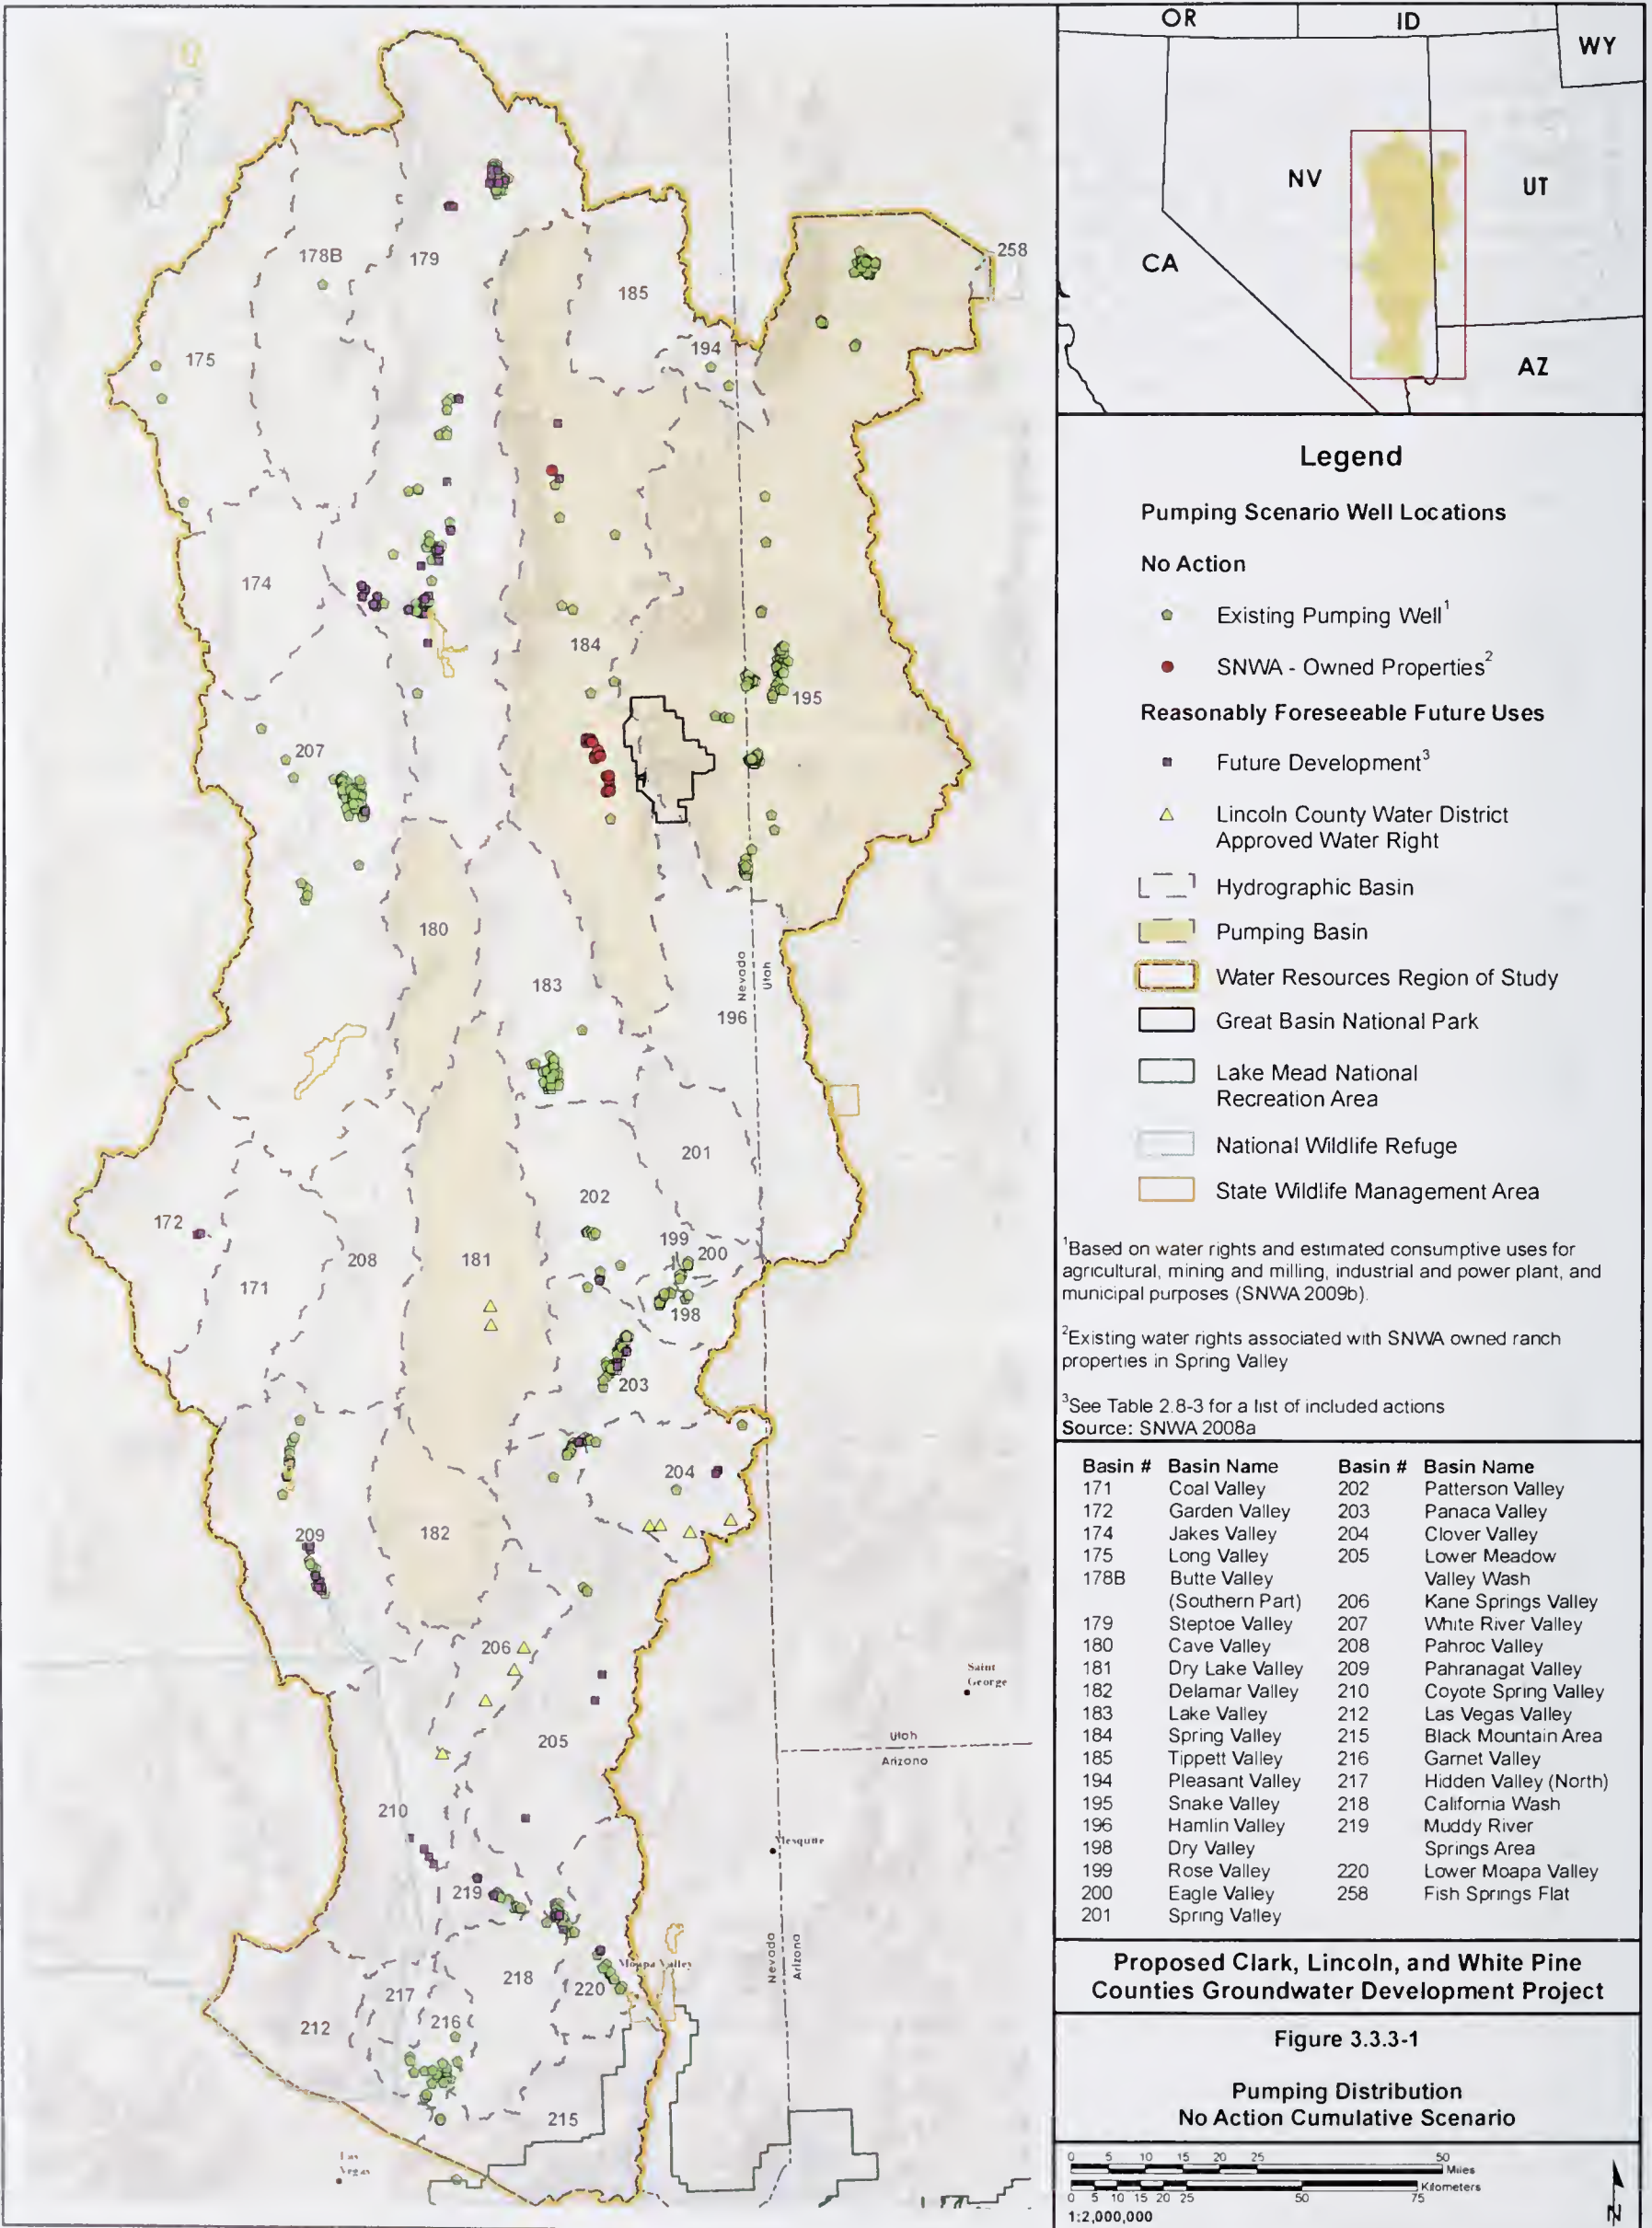 OR
ID
WY
NV
UT
CA
AZ
258
178B
179
185
194
175
174
184
195
207
180
183
Nevada
Utah
196
201
202
172
199
200
208
181
171
198
203
204
182
209
206
Saint
George
205
Utah
Arizona
210
Mesquite
219
Nevada
Arizona
Moapa Valley
218
220
217
216
212
215
Las
Vegas
Legend
Pumping Scenario Well Locations
No Action
Existing Pumping Well1
SNWA - Owned Properties2
Reasonably Foreseeable Future Uses
Future Development3
Lincoln County Water District
Approved Water Right
Hydrographic Basin
Pumping Basin
Water Resources Region of Study
Great Basin National Park
Lake Mead National
Recreation Area
National Wildlife Refuge
State Wildlife Management Area
1Based on water rights and estimated consumptive uses for
agricultural, mining and milling, industrial and power plant, and
municipal purposes (SNWA 2009b).
2Existing water rights associated with SNWA owned ranch
properties in Spring Valley
3See Table 2.8-3 for a list of included actions
Source: SNWA 2008a
Basin # Basin Name Basin # Basin Name
171 Coal Valley 202 Patterson Valley
172 Garden Valley 203 Panaca Valley
174 Jakes Valley 204 Clover Valley
175 Long Valley 205 Lower Meadow
178B Butte Valley Valley Wash
(Southern Part) 206 Kane Springs Valley
179 Steptoe Valley 207 White River Valley
180 Cave Valley 208 Pahroc Valley
181 Dry Lake Valley 209 Pahranagat Valley
182 Delamar Valley 210 Coyote Spring Valley
183 Lake Valley 212 Las Vegas Valley
184 Spring Valley 215 Black Mountain Area
185 Tippett Valley 216 Garnet Valley
194 Pleasant Valley 217 Hidden Valley (North)
195 Snake Valley 218 California Wash
196 Hamlin Valley 219 Muddy River
198 Dry Valley Springs Area
199 Rose Valley 220 Lower Moapa Valley
200 Eagle Valley 258 Fish Springs Flat
201 Spring Valley
Proposed Clark, Lincoln, and White Pine
Counties Groundwater Development Project
Figure 3.3.3-1
Pumping Distribution
No Action Cumulative Scenario
0 5 10 15 20 25 50
Miles
Kilometers
0 5 10 15 20 25 50 75
1:2,000,000
N